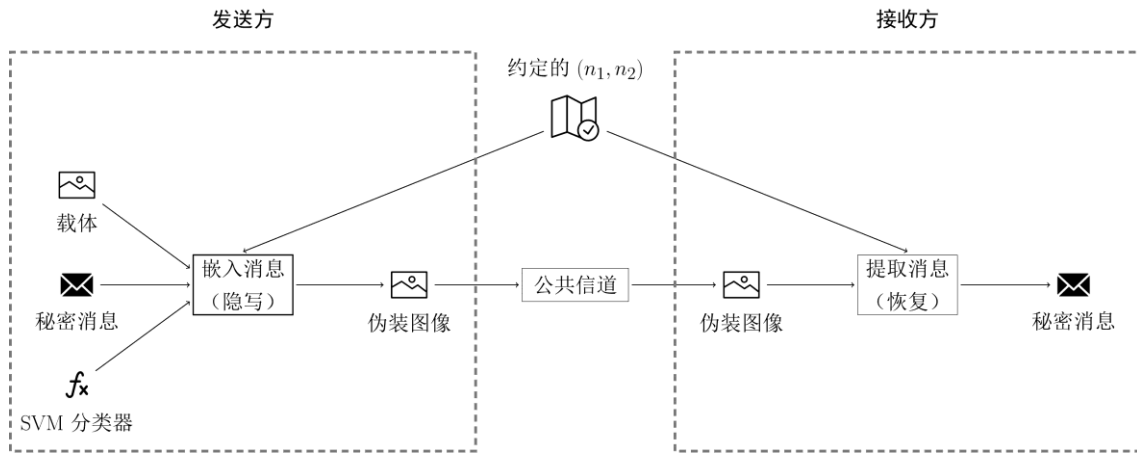 发送方
接收方
约定的 (n₁, n₂)
载体
嵌入消息
（隐写）
提取消息
（恢复）
公共信道
秘密消息
伪装图像
伪装图像
秘密消息
fx
SVM 分类器